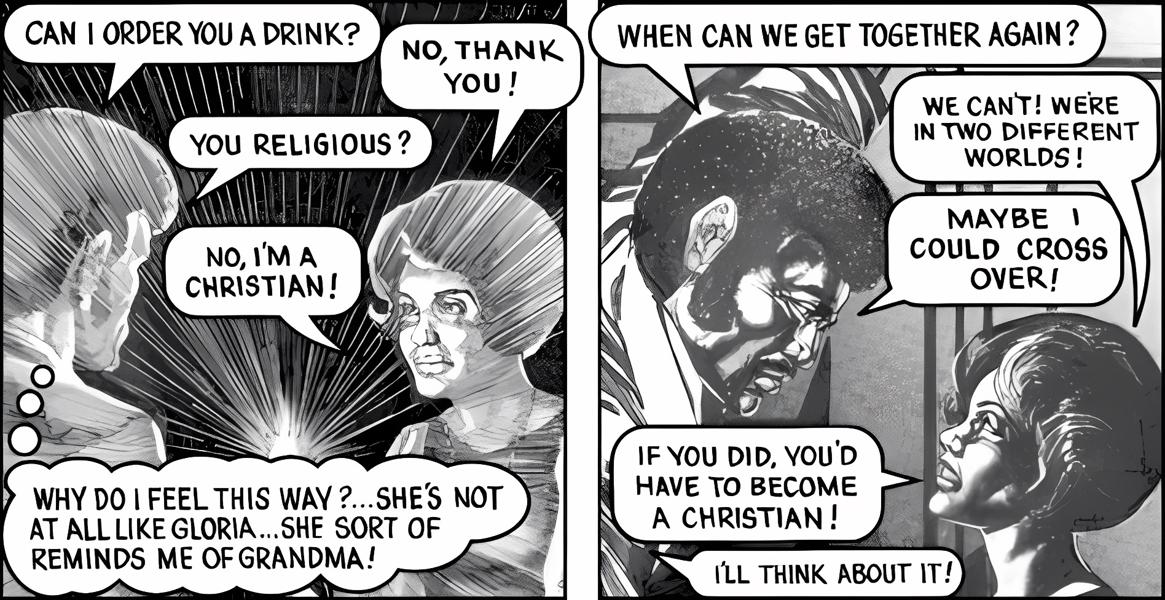 CAN I ORDER YOU A DRINK?
NO, THANK
YOU!
YOU RELIGIOUS?
NO, I'M A
CHRISTIAN!
WHY DO I FEEL THIS WAY?...SHE'S NOT
AT ALL LIKE GLORIA...SHE SORT OF
REMINDS ME OF GRANDMA!
WHEN CAN WE GET TOGETHER AGAIN?
WE CAN'T! WE'RE
IN TWO DIFFERENT
WORLDS!
MAYBE I
COULD CROSS
OVER!
IF YOU DID, YOU'D
HAVE TO BECOME
A CHRISTIAN!
I'LL THINK ABOUT IT!